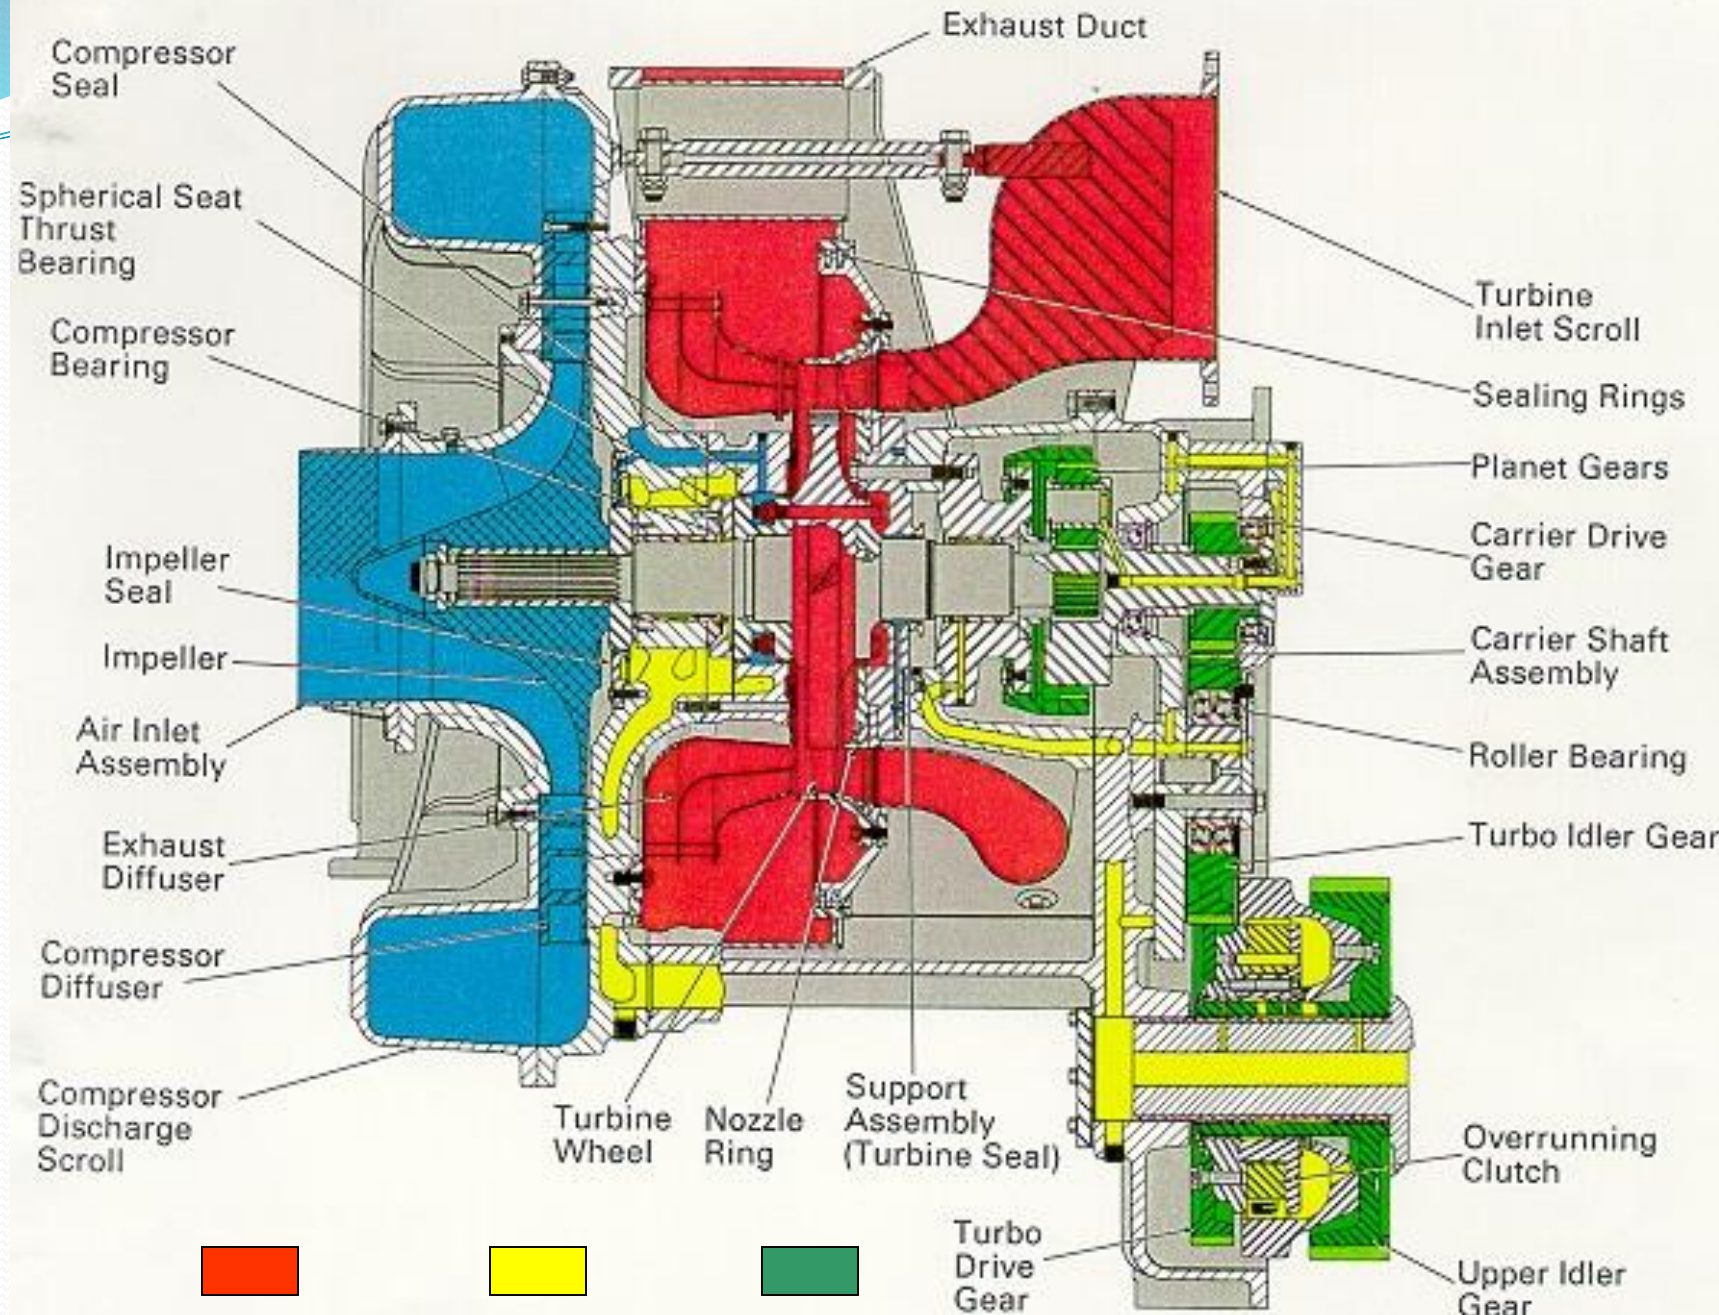 Exhaust Duct
Compressor
Seal
Spherical Seat
Thrust
Bearing
Compressor
Bearing
Impeller
Seal
Impeller
Air Inlet
Assembly
Exhaust
Diffuser
Compressor
Diffuser
Compressor
Discharge
Scroll
Turbine
Wheel
Nozzle
Ring
Support
Assembly
(Turbine Seal)
Turbo
Drive
Gear
Turbine
Inlet Scroll
Sealing Rings
Planet Gears
Carrier Drive
Gear
Carrier Shaft
Assembly
Roller Bearing
Turbo Idler Gear
Overrunning
Clutch
Upper Idler
Gear